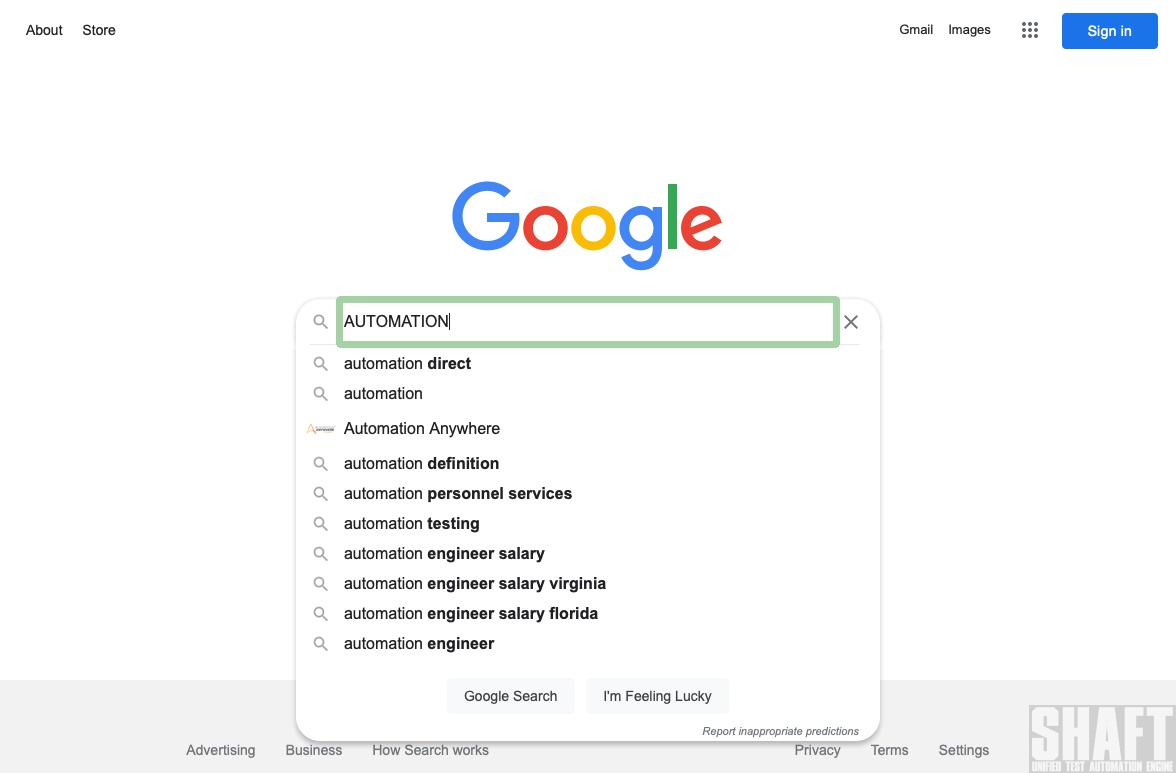 About Store Gmail Images Sign in
Google
AUTOMATION
automation direct
automation
Automation Anywhere
automation definition
automation personnel services
automation testing
automation engineer salary
automation engineer salary virginia
automation engineer salary florida
automation engineer
Google Search I'm Feeling Lucky
Report inappropriate predictions
Advertising Business How Search works Privacy Terms Settings
SHAFT
UNIFIED TEST AUTOMATION ENGINE